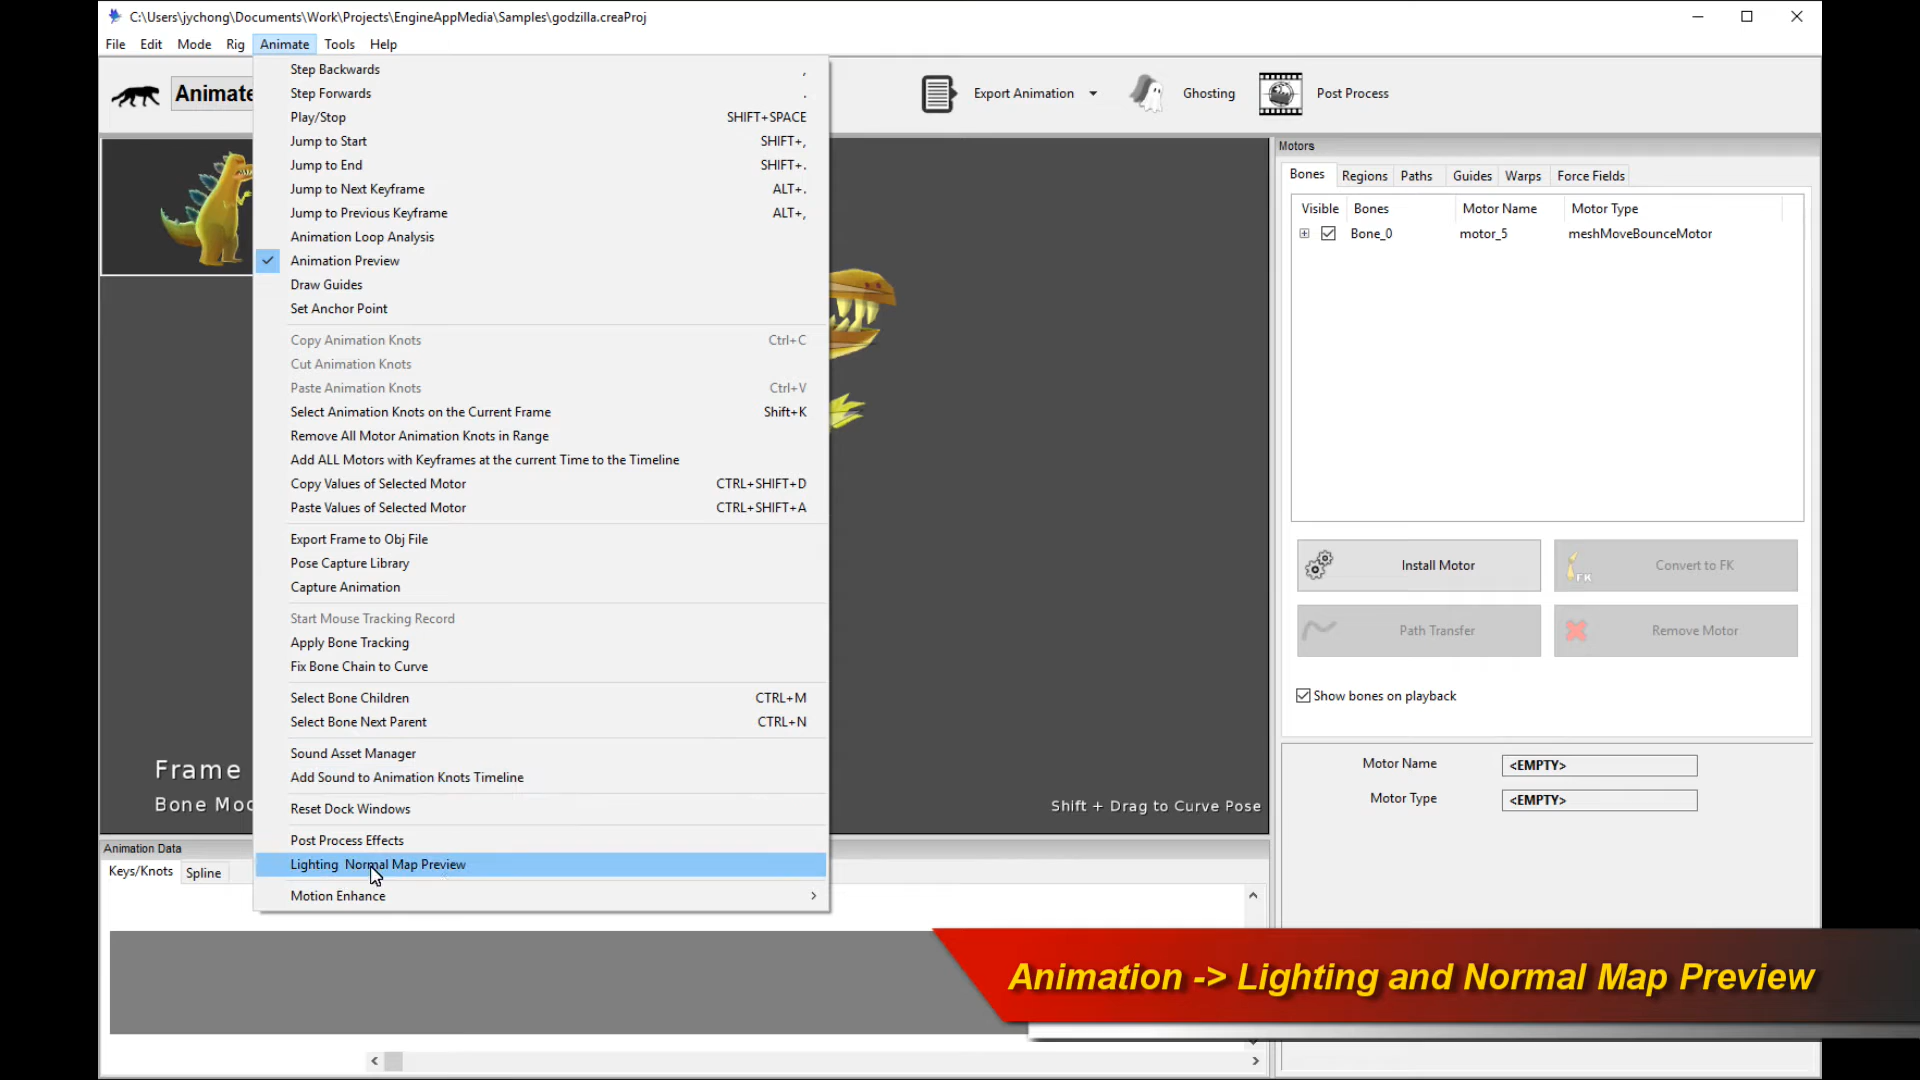 C:\Users\jychong\Documents\Work\Projects\EngineAppMedia\Samples\godzilla.creaProj
File Edit Mode Rig Animate Tools Help
Animate
Export Animation
Ghosting
Post Process
Step Backwards ,
Step Forwards .
Play/Stop SHIFT+SPACE
Jump to Start SHIFT+,
Jump to End SHIFT+.
Jump to Next Keyframe ALT+.
Jump to Previous Keyframe ALT+,
Animation Loop Analysis
Animation Preview
Draw Guides
Set Anchor Point
Copy Animation Knots Ctrl+C
Cut Animation Knots
Paste Animation Knots Ctrl+V
Select Animation Knots on the Current Frame Shift+K
Remove All Motor Animation Knots in Range
Add ALL Motors with Keyframes at the current Time to the Timeline
Copy Values of Selected Motor CTRL+SHIFT+D
Paste Values of Selected Motor CTRL+SHIFT+A
Export Frame to Obj File
Pose Capture Library
Capture Animation
Start Mouse Tracking Record
Apply Bone Tracking
Fix Bone Chain to Curve
Select Bone Children CTRL+M
Select Bone Next Parent CTRL+N
Sound Asset Manager
Add Sound to Animation Knots Timeline
Reset Dock Windows
Post Process Effects
Lighting Normal Map Preview
Motion Enhance
Frame
Bone Mo
Shift + Drag to Curve Pose
Animation Data
Keys/Knots Spline
Motors
Bones Regions Paths Guides Warps Force Fields
Visible Bones Motor Name Motor Type
Bone_0 motor_5 meshMoveBounceMotor
Install Motor
Convert to FK
FK
Path Transfer
Remove Motor
Show bones on playback
Motor Name <EMPTY>
Motor Type <EMPTY>
Animation -> Lighting and Normal Map Preview